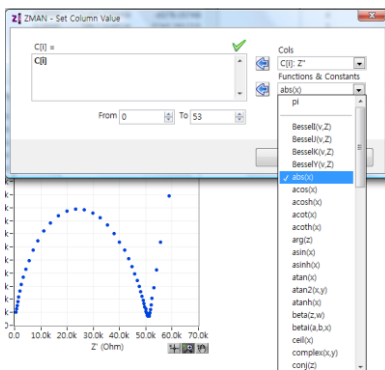 ZMAN - Set Column Value
C[i] =
C[i]
Cols
C[i]: Z"
Functions & Constants
abs(x)
From 0 To 53
pi
BesselI(v,Z)
BesselJ(v,Z)
BesselK(v,Z)
BesselY(v,Z)
✓ abs(x)
acos(x)
acosh(x)
acot(x)
acoth(x)
arg(z)
asin(x)
asinh(x)
atan(x)
atan2(x,y)
atanh(x)
beta(z,w)
betai(a,b,x)
ceil(x)
complex(x,y)
conj(z)
0.0 10.0k 20.0k 30.0k 40.0k 50.0k 60.0k 70.0k
Z' (Ohm)